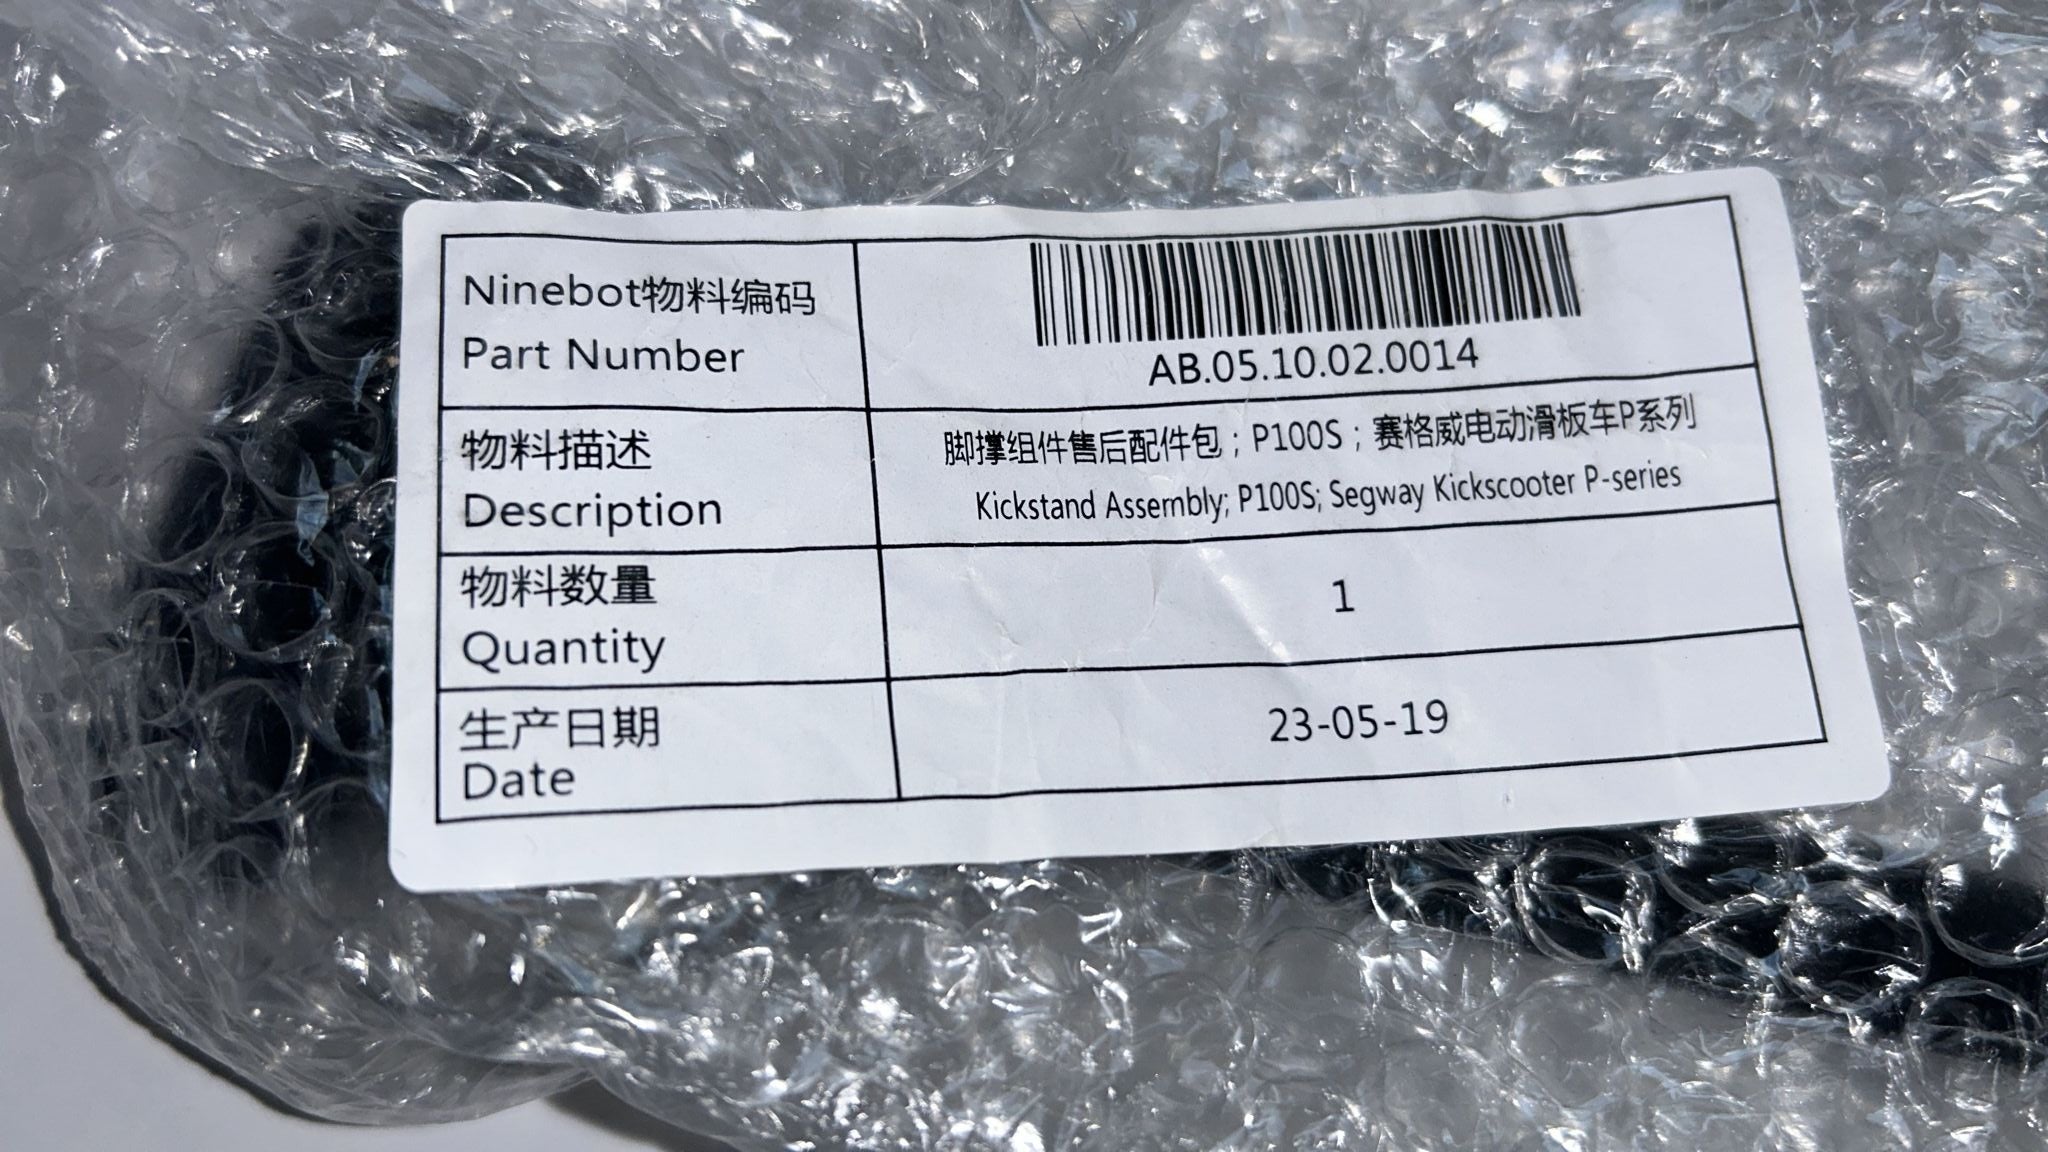 Ninebot物料编码
Part Number
AB.05.10.02.0014
物料描述
Description
脚撑组件售后配件包；P100S；赛格威电动滑板车P系列
Kickstand Assembly; P100S; Segway Kickscooter P-series
物料数量
Quantity
1
生产日期
Date
23-05-19